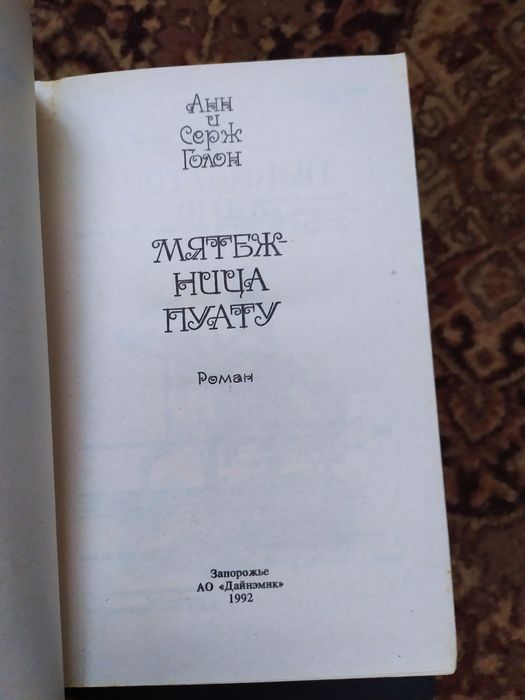 Анн
и
Серж
Голон
МЯТЕЖ-
НИЦА
ПУАТУ
Роман
Запорожье
АО «Дайнэмик»
1992